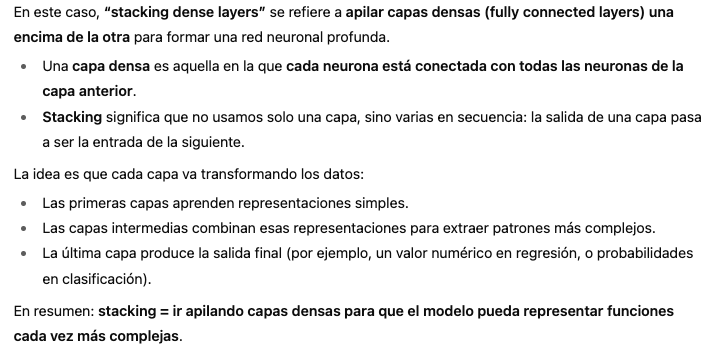 En este caso, “stacking dense layers” se refiere a apilar capas densas (fully connected layers) una
encima de la otra para formar una red neuronal profunda.
• Una capa densa es aquella en la que cada neurona está conectada con todas las neuronas de la
capa anterior.
• Stacking significa que no usamos solo una capa, sino varias en secuencia: la salida de una capa pasa
a ser la entrada de la siguiente.
La idea es que cada capa va transformando los datos:
• Las primeras capas aprenden representaciones simples.
• Las capas intermedias combinan esas representaciones para extraer patrones más complejos.
• La última capa produce la salida final (por ejemplo, un valor numérico en regresión, o probabilidades
en clasificación).
En resumen: stacking = ir apilando capas densas para que el modelo pueda representar funciones
cada vez más complejas.